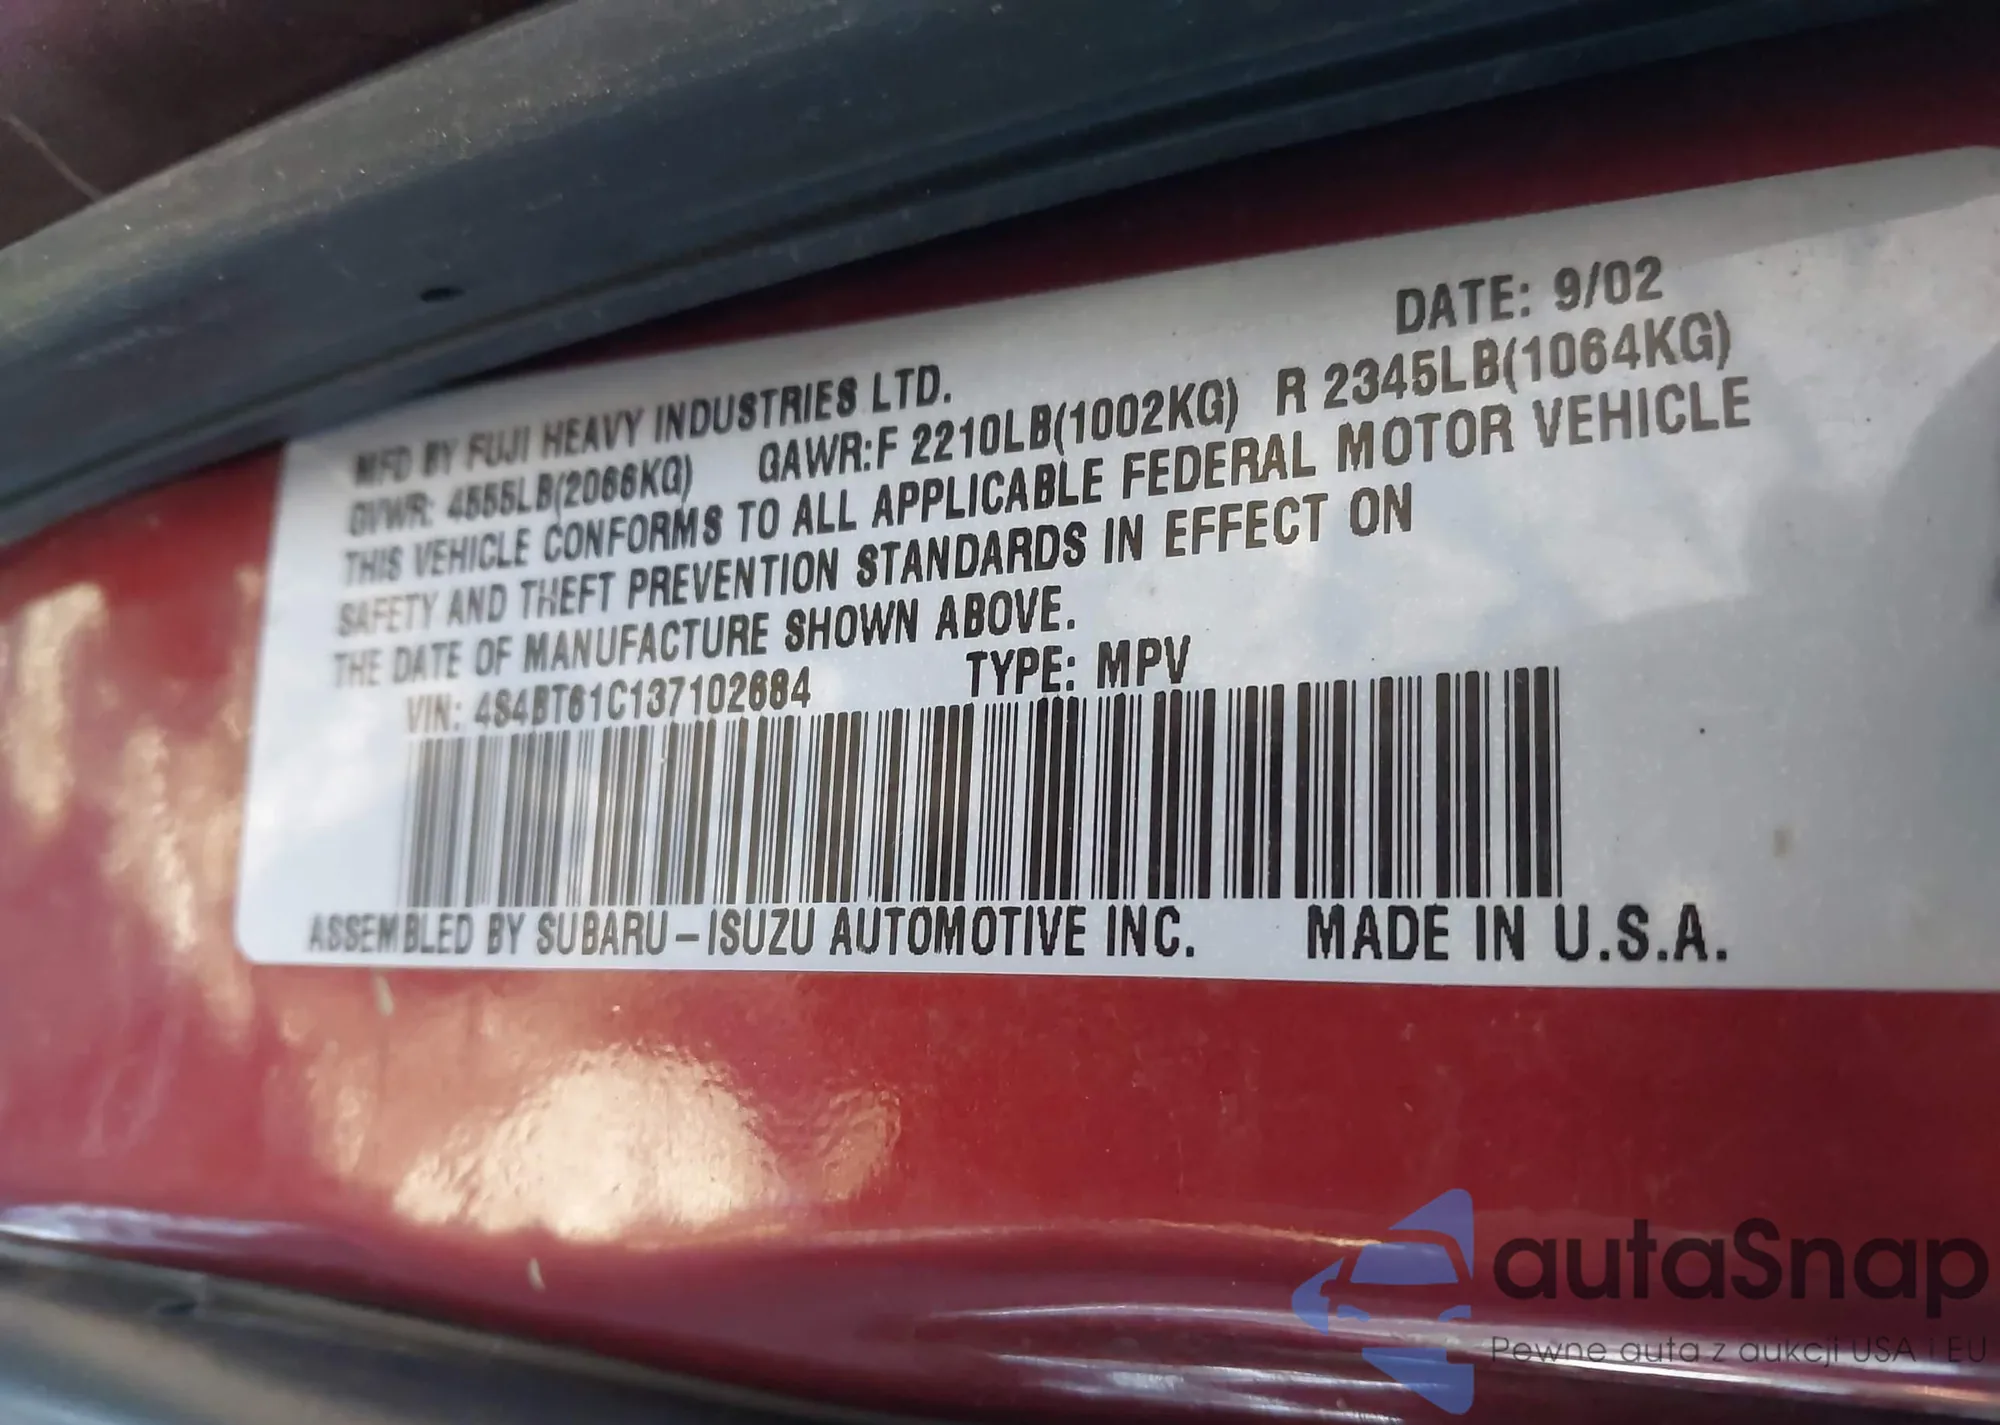 DATE: 9/02
MFD BY FUJI HEAVY INDUSTRIES LTD.
GVWR: 4555LB(2066KG) GAWR:F 2210LB(1002KG) R 2345LB(1064KG)
THIS VEHICLE CONFORMS TO ALL APPLICABLE FEDERAL MOTOR VEHICLE
SAFETY AND THEFT PREVENTION STANDARDS IN EFFECT ON
THE DATE OF MANUFACTURE SHOWN ABOVE.
VIN: 4S4BT61C137102684 TYPE: MPV
ASSEMBLED BY SUBARU-ISUZU AUTOMOTIVE INC. MADE IN U.S.A.
autaSnap
Pewne auta z aukcji USA i EU